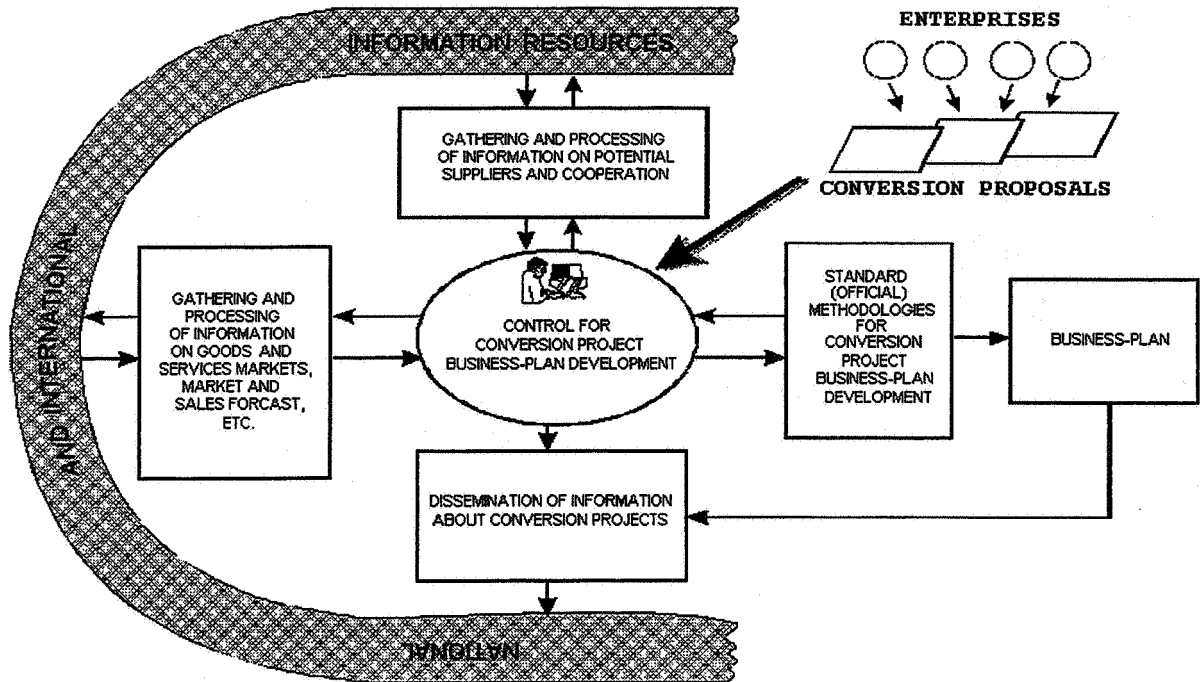 NATIONAL
AND INTERNATIONAL
INFORMATION RESOURCES
ENTERPRISES
CONVERSION PROPOSALS
GATHERING AND PROCESSING
OF INFORMATION ON POTENTIAL
SUPPLIERS AND COOPERATION
GATHERING AND
PROCESSING
OF INFORMATION
ON GOODS AND
SERVICES MARKETS,
MARKET AND
SALES FORCAST,
ETC.
CONTROL FOR
CONVERSION PROJECT
BUSINESS-PLAN DEVELOPMENT
STANDARD
(OFFICIAL)
METHODOLOGIES
FOR
CONVERSION
PROJECT
BUSINESS-PLAN
DEVELOPMENT
BUSINESS-PLAN
DISSEMINATION OF INFORMATION
ABOUT CONVERSION PROJECTS